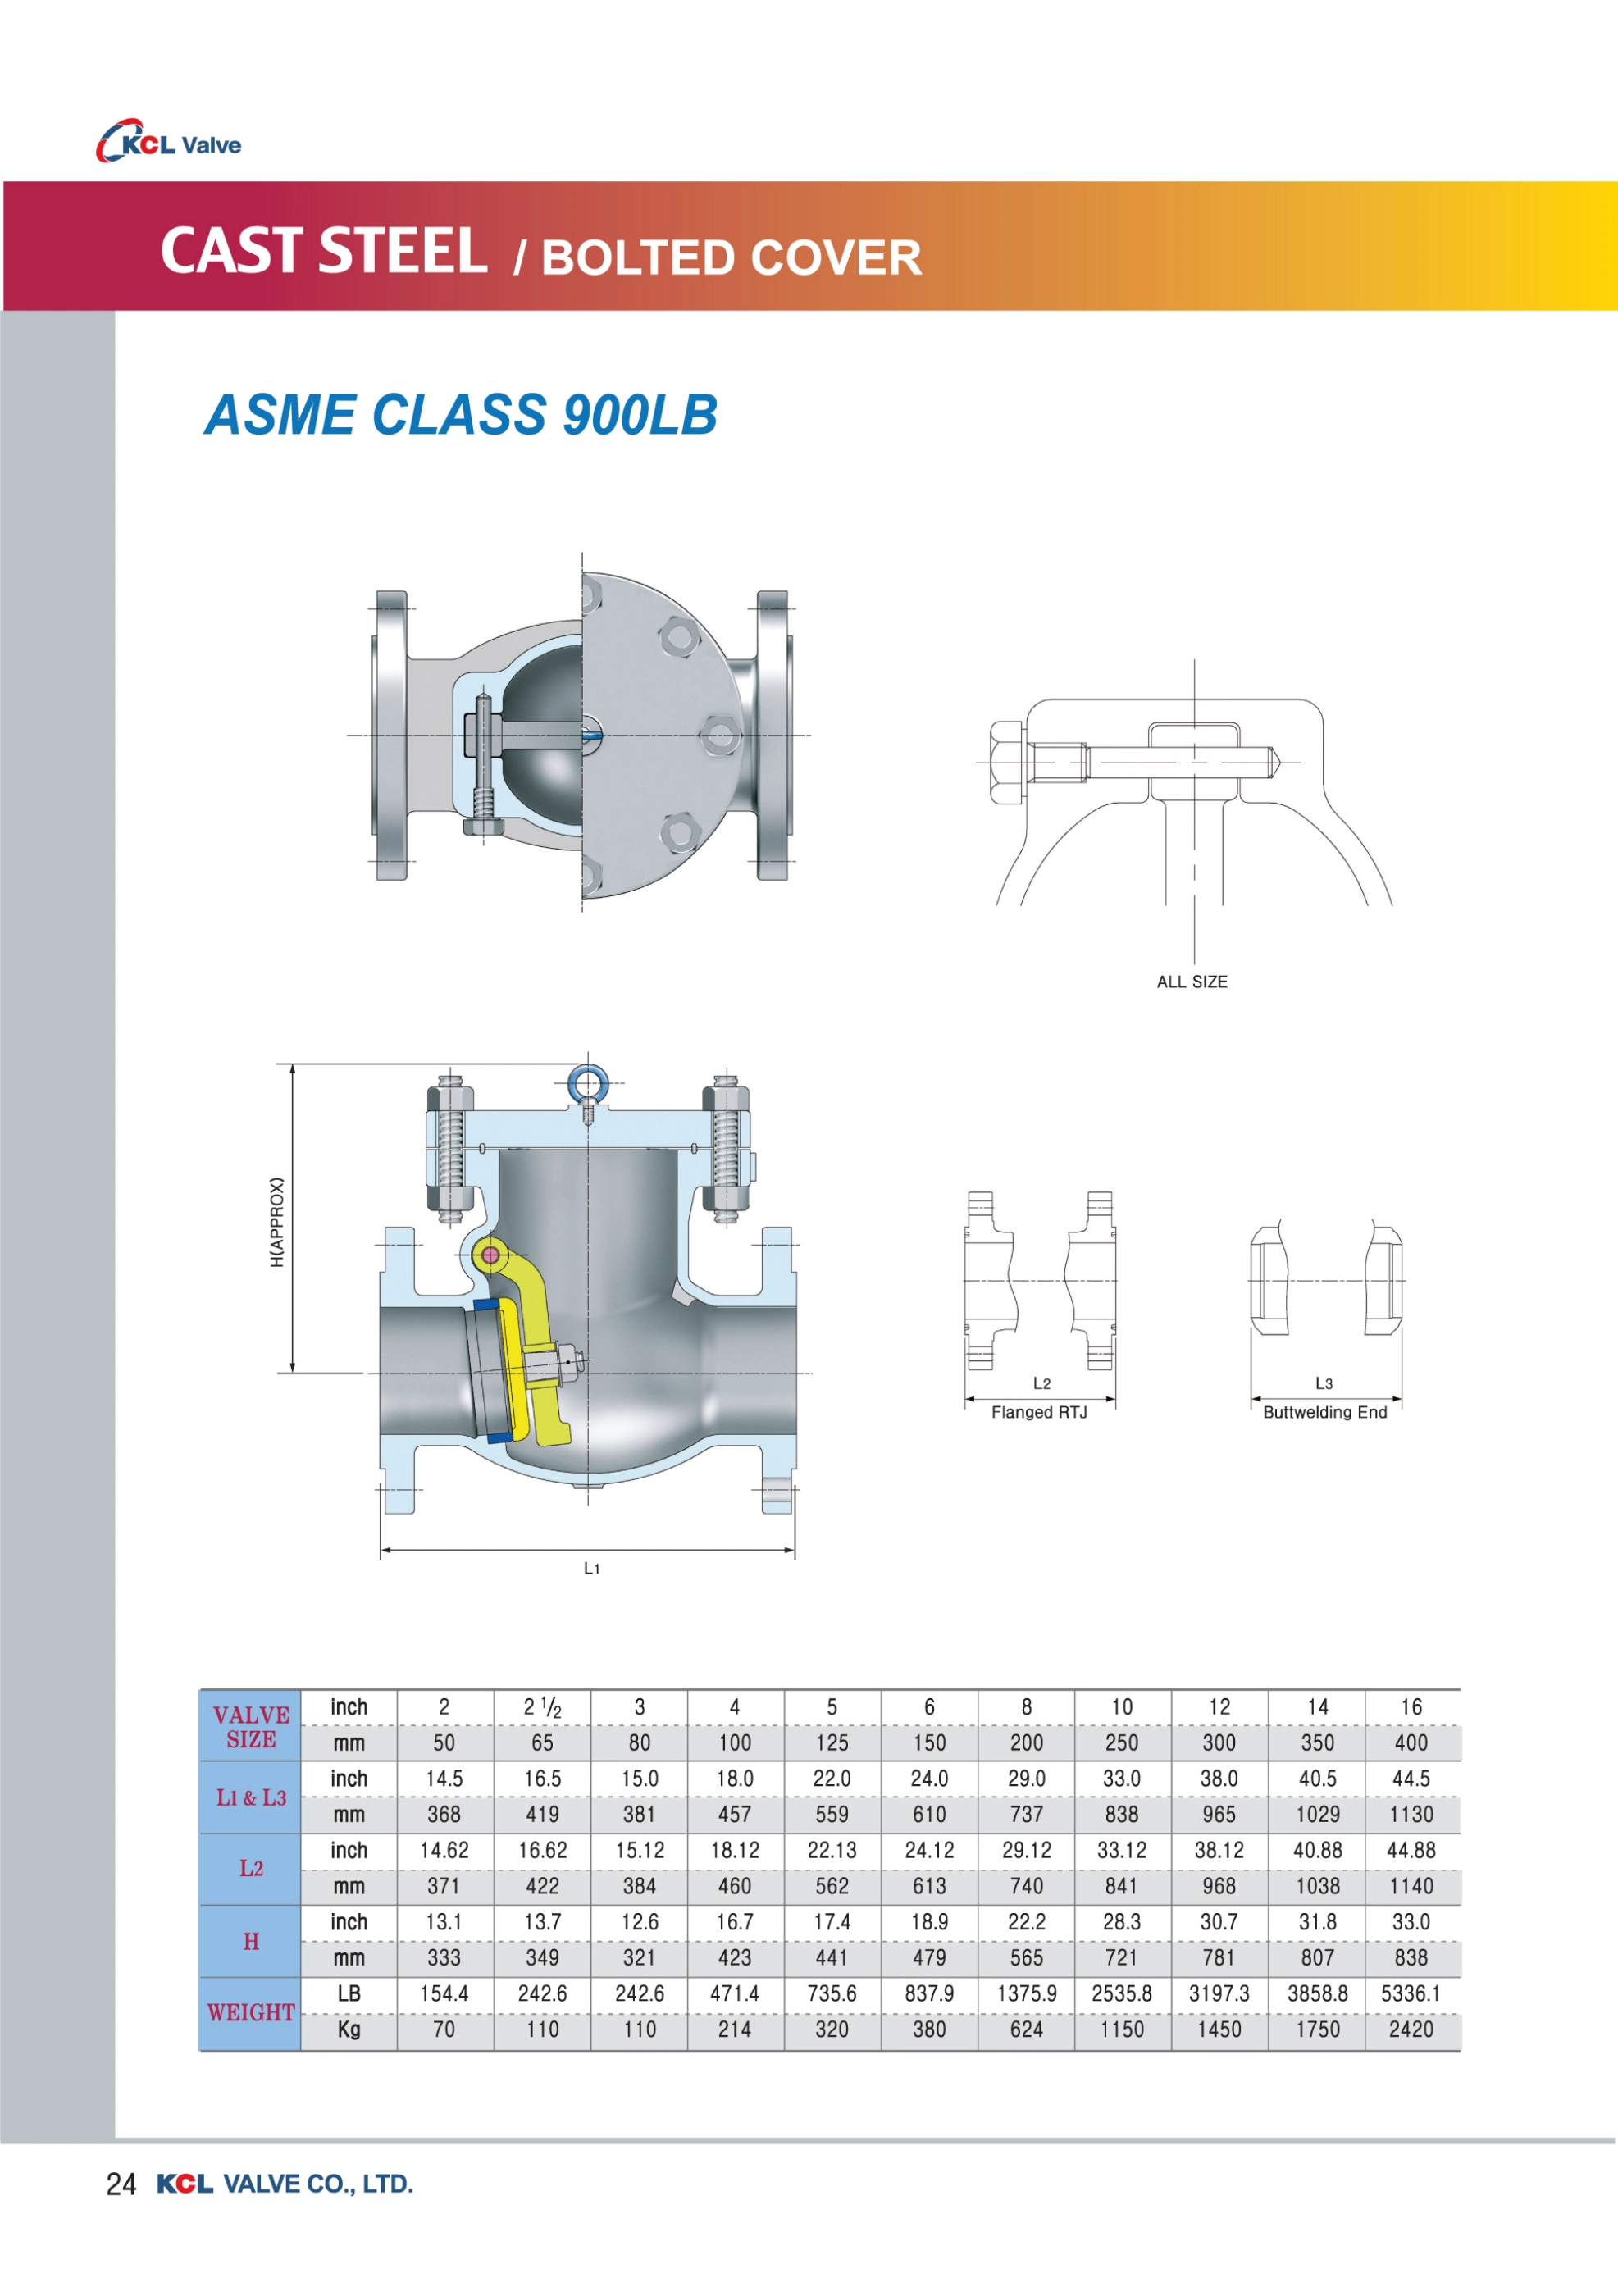 KCL Valve
CAST STEEL / BOLTED COVER
ASME CLASS 900LB
ALL SIZE
H(APPROX)
L1
L2
Flanged RTJ
L3
Buttwelding End
VALVE SIZE inch 2 2 1/2 3 4 5 6 8 10 12 14 16
mm 50 65 80 100 125 150 200 250 300 350 400
L1 & L3 inch 14.5 16.5 15.0 18.0 22.0 24.0 29.0 33.0 38.0 40.5 44.5
mm 368 419 381 457 559 610 737 838 965 1029 1130
L2 inch 14.62 16.62 15.12 18.12 22.13 24.12 29.12 33.12 38.12 40.88 44.88
mm 371 422 384 460 562 613 740 841 968 1038 1140
H inch 13.1 13.7 12.6 16.7 17.4 18.9 22.2 28.3 30.7 31.8 33.0
mm 333 349 321 423 441 479 565 721 781 807 838
WEIGHT LB 154.4 242.6 242.6 471.4 735.6 837.9 1375.9 2535.8 3197.3 3858.8 5336.1
Kg 70 110 110 214 320 380 624 1150 1450 1750 2420
24 KCL VALVE CO., LTD.